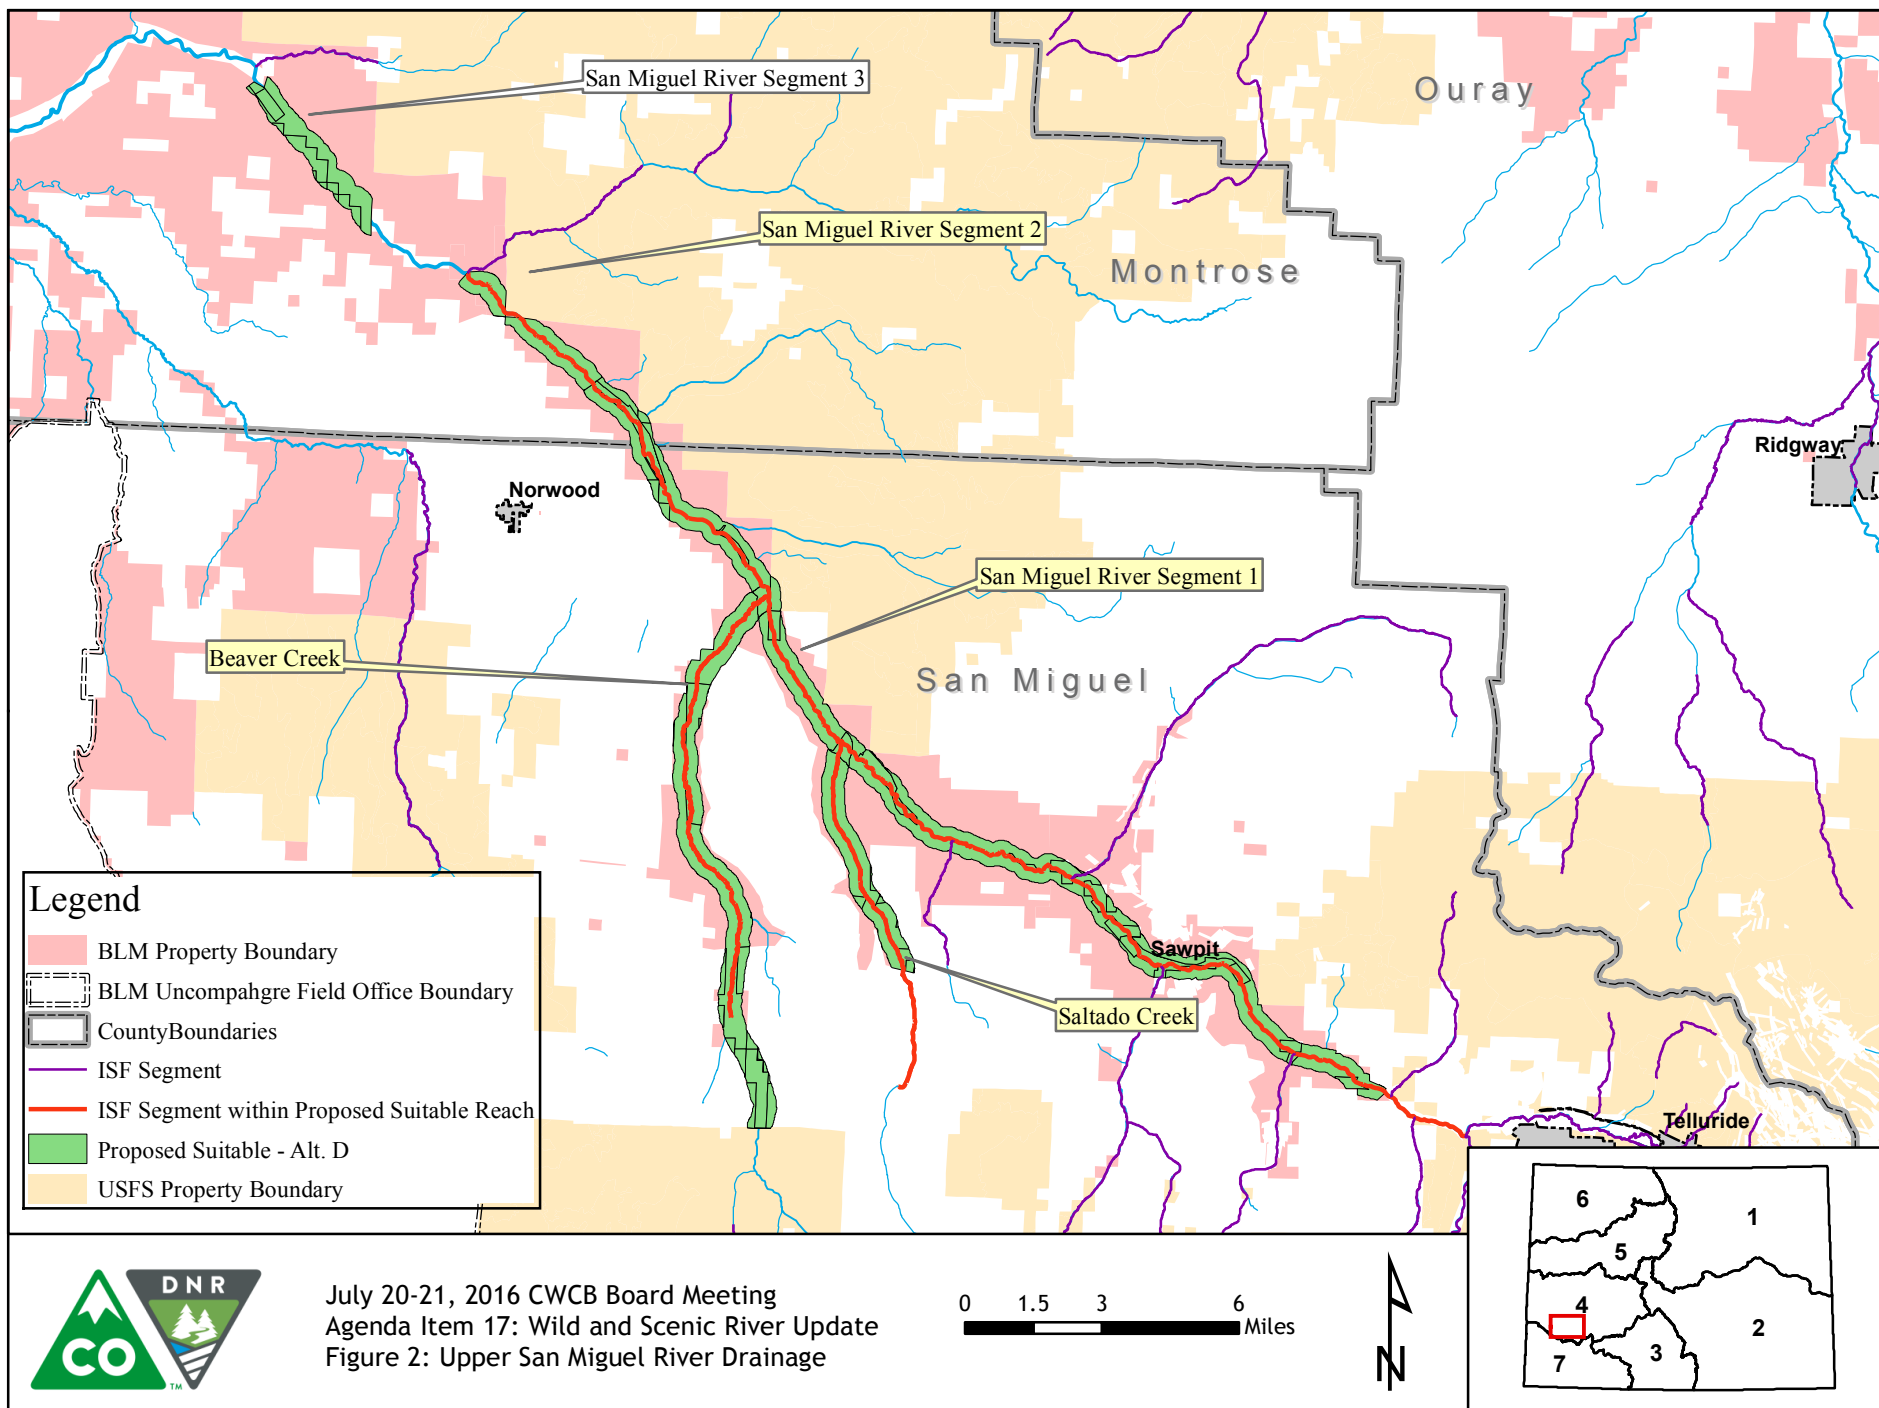 San Miguel River Segment 3
Ouray
San Miguel River Segment 2
Montrose
Ridgway
Norwood
San Miguel River Segment 1
Beaver Creek
San Miguel
Sawpit
Saltado Creek
Telluride
Legend
BLM Property Boundary
BLM Uncompahgre Field Office Boundary
CountyBoundaries
ISF Segment
ISF Segment within Proposed Suitable Reach
Proposed Suitable - Alt. D
USFS Property Boundary
6
1
5
4
2
3
7
CO
TM
DNR
July 20-21, 2016 CWCB Board Meeting
Agenda Item 17: Wild and Scenic River Update
Figure 2: Upper San Miguel River Drainage
0 1.5 3 6
Miles
N